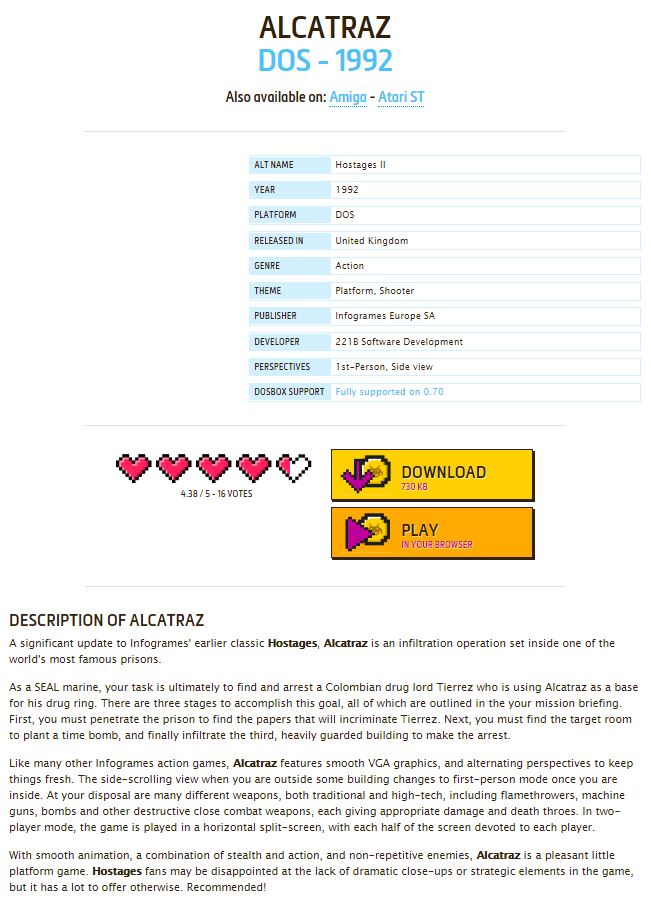 ALCATRAZ
DOS - 1992
Also available on: Amiga - Atari ST
ALT NAME Hostages II
YEAR 1992
PLATFORM DOS
RELEASED IN United Kingdom
GENRE Action
THEME Platform, Shooter
PUBLISHER Infogrames Europe SA
DEVELOPER 221B Software Development
PERSPECTIVES 1st-Person, Side view
DOSBOX SUPPORT Fully supported on 0.70
4.38 / 5 - 16 VOTES
DOWNLOAD
730 KB
PLAY
IN YOUR BROWSER
DESCRIPTION OF ALCATRAZ
A significant update to Infogrames' earlier classic Hostages, Alcatraz is an infiltration operation set inside one of the
world's most famous prisons.
As a SEAL marine, your task is ultimately to find and arrest a Colombian drug lord Tierrez who is using Alcatraz as a base
for his drug ring. There are three stages to accomplish this goal, all of which are outlined in the your mission briefing.
First, you must penetrate the prison to find the papers that will incriminate Tierrez. Next, you must find the target room
to plant a time bomb, and finally infiltrate the third, heavily guarded building to make the arrest.
Like many other Infogrames action games, Alcatraz features smooth VGA graphics, and alternating perspectives to keep
things fresh. The side-scrolling view when you are outside some building changes to first-person mode once you are
inside. At your disposal are many different weapons, both traditional and high-tech, including flamethrowers, machine
guns, bombs and other destructive close combat weapons, each giving appropriate damage and death throes. In two-
player mode, the game is played in a horizontal split-screen, with each half of the screen devoted to each player.
With smooth animation, a combination of stealth and action, and non-repetitive enemies, Alcatraz is a pleasant little
platform game. Hostages fans may be disappointed at the lack of dramatic close-ups or strategic elements in the game,
but it has a lot to offer otherwise. Recommended!